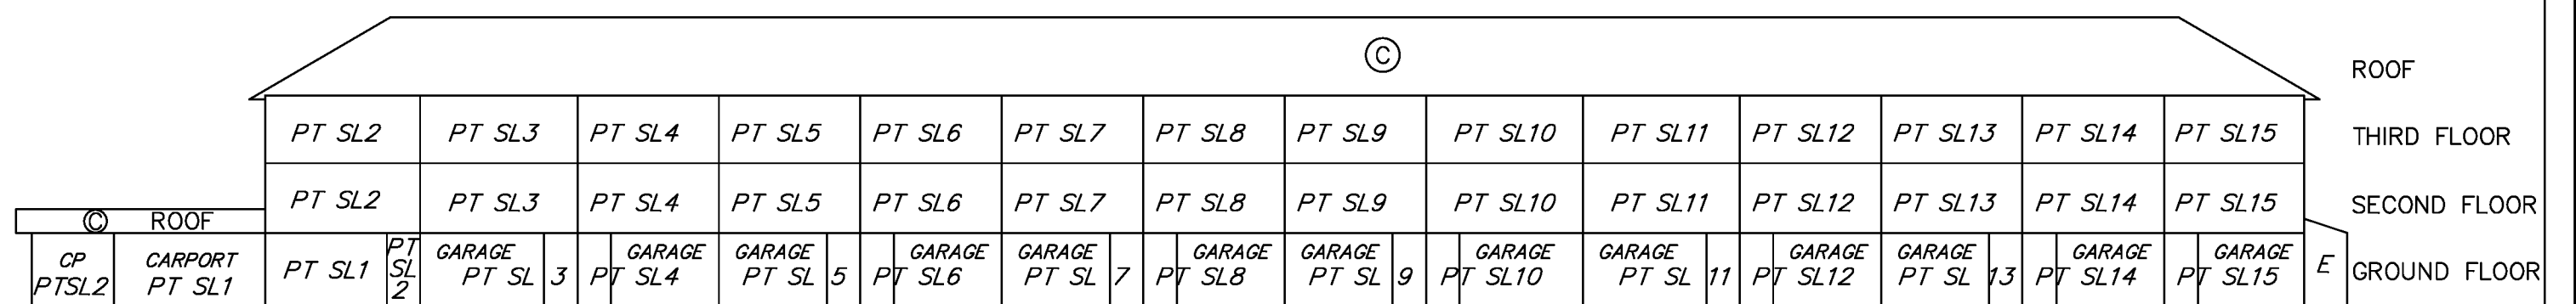 Ⓒ
ROOF
PT SL2 PT SL3 PT SL4 PT SL5 PT SL6 PT SL7 PT SL8 PT SL9 PT SL10 PT SL11 PT SL12 PT SL13 PT SL14 PT SL15 THIRD FLOOR
PT SL2 PT SL3 PT SL4 PT SL5 PT SL6 PT SL7 PT SL8 PT SL9 PT SL10 PT SL11 PT SL12 PT SL13 PT SL14 PT SL15 SECOND FLOOR
Ⓒ ROOF
CP
PTSL2
CARPORT
PT SL1
PT SL1
PT
SL
2
GARAGE
PT SL 3
GARAGE
PT SL4
GARAGE
PT SL 5
GARAGE
PT SL6
GARAGE
PT SL 7
GARAGE
PT SL8
GARAGE
PT SL 9
GARAGE
PT SL10
GARAGE
PT SL 11
GARAGE
PT SL12
GARAGE
PT SL 13
GARAGE
PT SL14
GARAGE
PT SL15
E
GROUND FLOOR